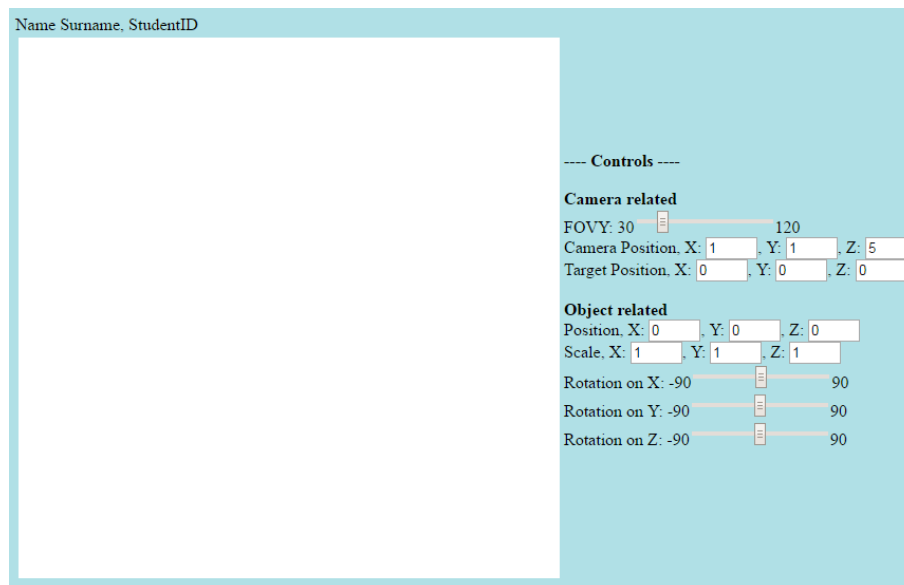 Name Surname, StudentID
---- Controls ----
Camera related
FOVY: 30 120
Camera Position, X: 1 , Y: 1 , Z: 5
Target Position, X: 0 , Y: 0 , Z: 0
Object related
Position, X: 0 , Y: 0 , Z: 0
Scale, X: 1 , Y: 1 , Z: 1
Rotation on X: -90 90
Rotation on Y: -90 90
Rotation on Z: -90 90